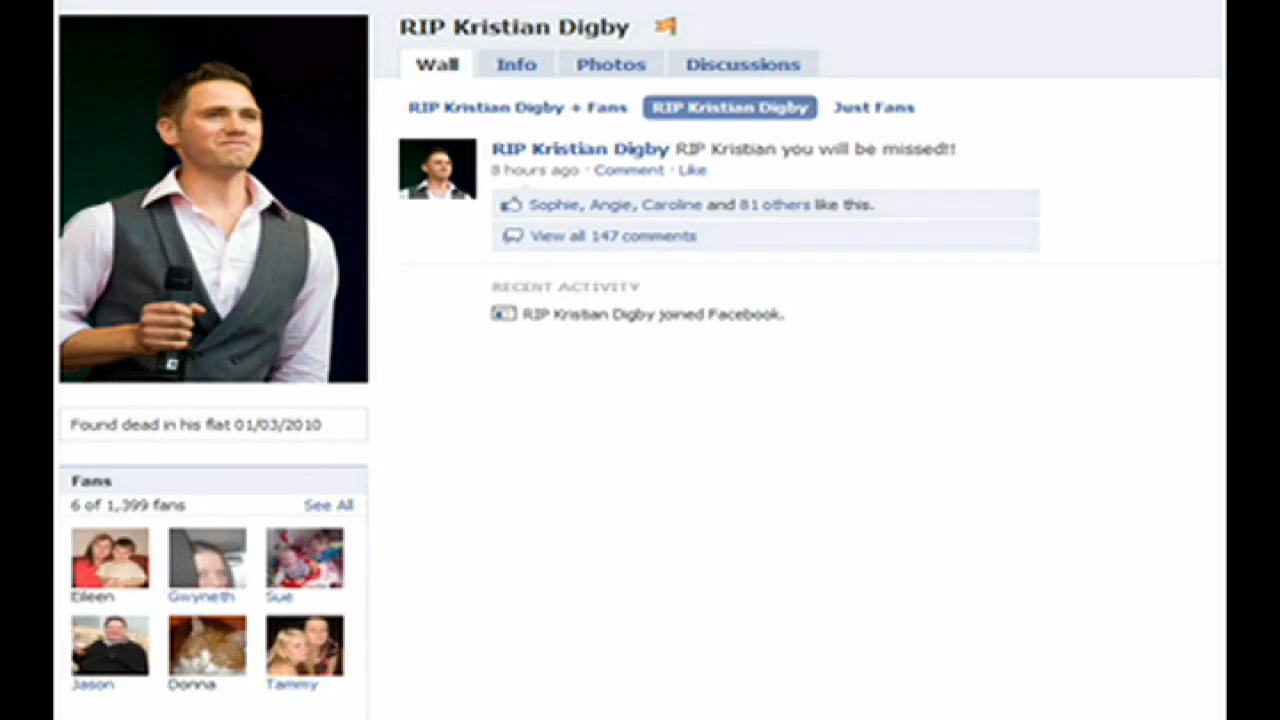 RIP Kristian Digby
Wall Info Photos Discussions
RIP Kristian Digby + Fans RIP Kristian Digby Just Fans
RIP Kristian Digby RIP Kristian you will be missed!!
8 hours ago · Comment · Like
Sophie, Angie, Caroline and 81 others like this.
View all 147 comments
RECENT ACTIVITY
RIP Kristian Digby joined Facebook.
Found dead in his flat 01/03/2010
Fans
6 of 1,399 fans See All
Eileen Gwyneth Sue
Jason Donna Tammy